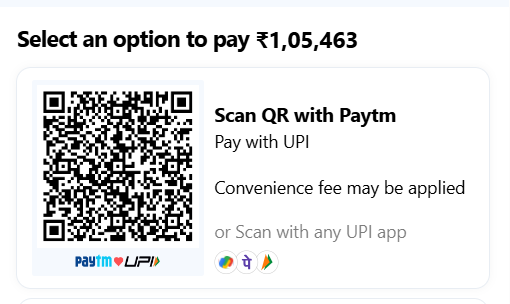 Select an option to pay ₹1,05,463
Scan QR with Paytm
Pay with UPI
Convenience fee may be applied
or Scan with any UPI app
paytm UPI
पे